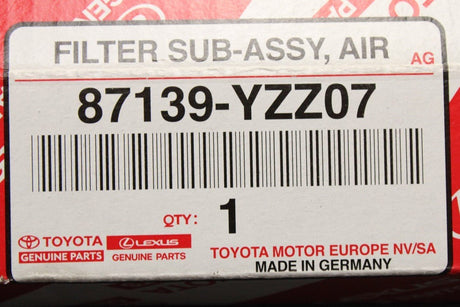 FILTER SUB-ASSY, AIR AG
87139-YZZ07
QTY: 1
TOYOTA LEXUS
GENUINE PARTS GENUINE PARTS
TOYOTA MOTOR EUROPE NV/SA
MADE IN GERMANY